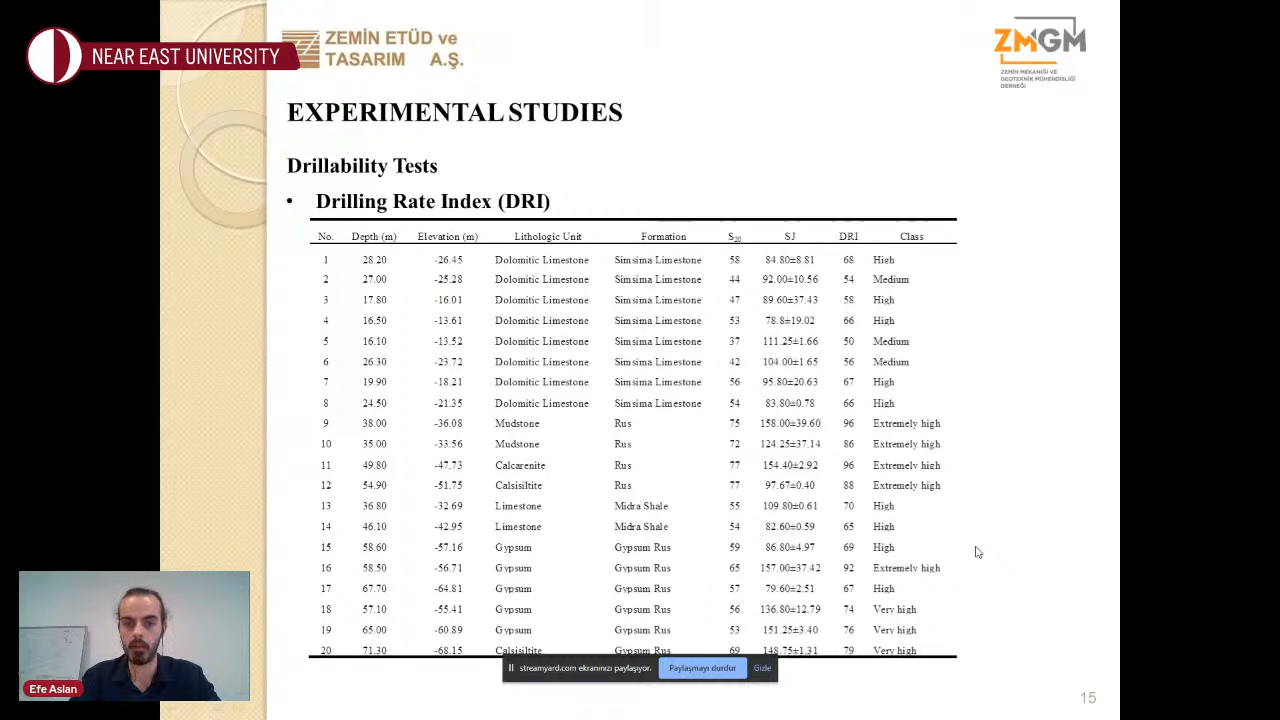 NEAR EAST UNIVERSITY
ZEMİN ETÜD ve
TASARIM A.Ş.
ZMGM
ZEMİN MEKANİĞİ VE
GEOTEKNİK MÜHENDİSLİĞİ
DERNEĞİ
EXPERIMENTAL STUDIES
Drillability Tests
• Drilling Rate Index (DRI)
No. Depth (m) Elevation (m) Lithologic Unit Formation S20 SJ DRI Class
1 28.20 -26.45 Dolomitic Limestone Simsima Limestone 58 84.80±8.81 68 High
2 27.00 -25.28 Dolomitic Limestone Simsima Limestone 44 92.00±10.56 54 Medium
3 17.80 -16.01 Dolomitic Limestone Simsima Limestone 47 89.60±37.43 58 High
4 16.50 -13.61 Dolomitic Limestone Simsima Limestone 53 78.8±19.02 66 High
5 16.10 -13.52 Dolomitic Limestone Simsima Limestone 37 111.25±1.66 50 Medium
6 26.30 -23.72 Dolomitic Limestone Simsima Limestone 42 104.00±1.65 56 Medium
7 19.90 -18.21 Dolomitic Limestone Simsima Limestone 56 95.80±20.63 67 High
8 24.50 -21.35 Dolomitic Limestone Simsima Limestone 54 83.80±0.78 66 High
9 38.00 -36.08 Mudstone Rus 75 158.00±39.60 96 Extremely high
10 35.00 -33.56 Mudstone Rus 72 124.25±37.14 86 Extremely high
11 49.80 -47.73 Calcarenite Rus 77 154.40±2.92 96 Extremely high
12 54.90 -51.75 Calsisiltite Rus 77 97.67±0.40 88 Extremely high
13 36.80 -32.69 Limestone Midra Shale 55 109.80±0.61 70 High
14 46.10 -42.95 Limestone Midra Shale 54 82.60±0.59 65 High
15 58.60 -57.16 Gypsum Gypsum Rus 59 86.80±4.97 69 High
16 58.50 -56.71 Gypsum Gypsum Rus 65 157.00±37.42 92 Extremely high
17 67.70 -64.81 Gypsum Gypsum Rus 57 79.60±2.51 67 High
18 57.10 -55.41 Gypsum Gypsum Rus 56 136.80±12.79 74 Very high
19 65.00 -60.89 Gypsum Gypsum Rus 53 151.25±3.40 76 Very high
20 71.30 -68.15 Calsisiltite Gypsum Rus 69 148.75±1.31 79 Very high
streamyard.com ekranınızı paylaşıyor. Paylaşmayı durdur Gizle
Efe Aslan
15